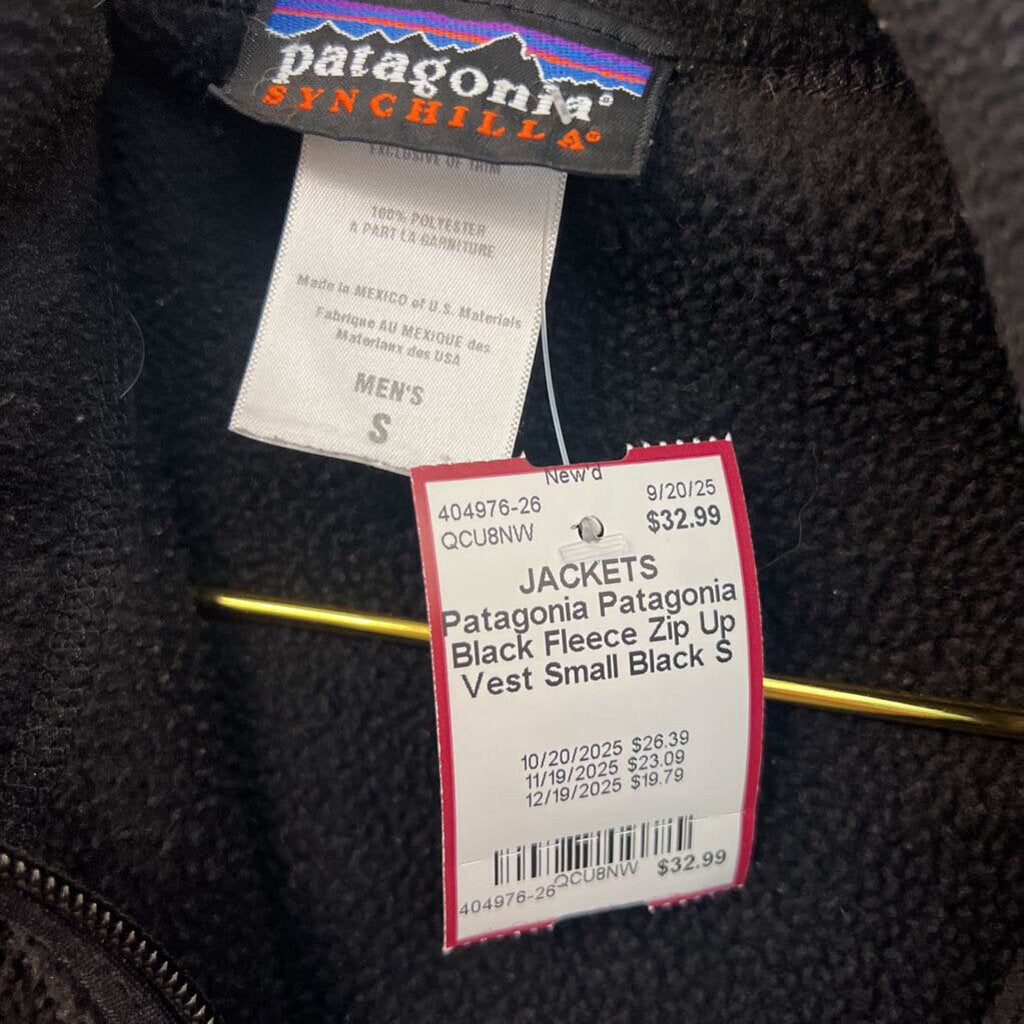 patagonia®
SYNCHILLA®
EXCLUSIVE OF TRIM
100% POLYESTER
A PART LA GARNITURE
Made in MEXICO of U.S. Materials
Fabrique AU MEXIQUE des
Materiaux des USA
MEN'S
S
New'd
404976-26 9/20/25
QCU8NW $32.99
JACKETS
Patagonia Patagonia
Black Fleece Zip Up
Vest Small Black S
10/20/2025 $26.39
11/19/2025 $23.09
12/19/2025 $19.79
404976-26 QCU8NW $32.99